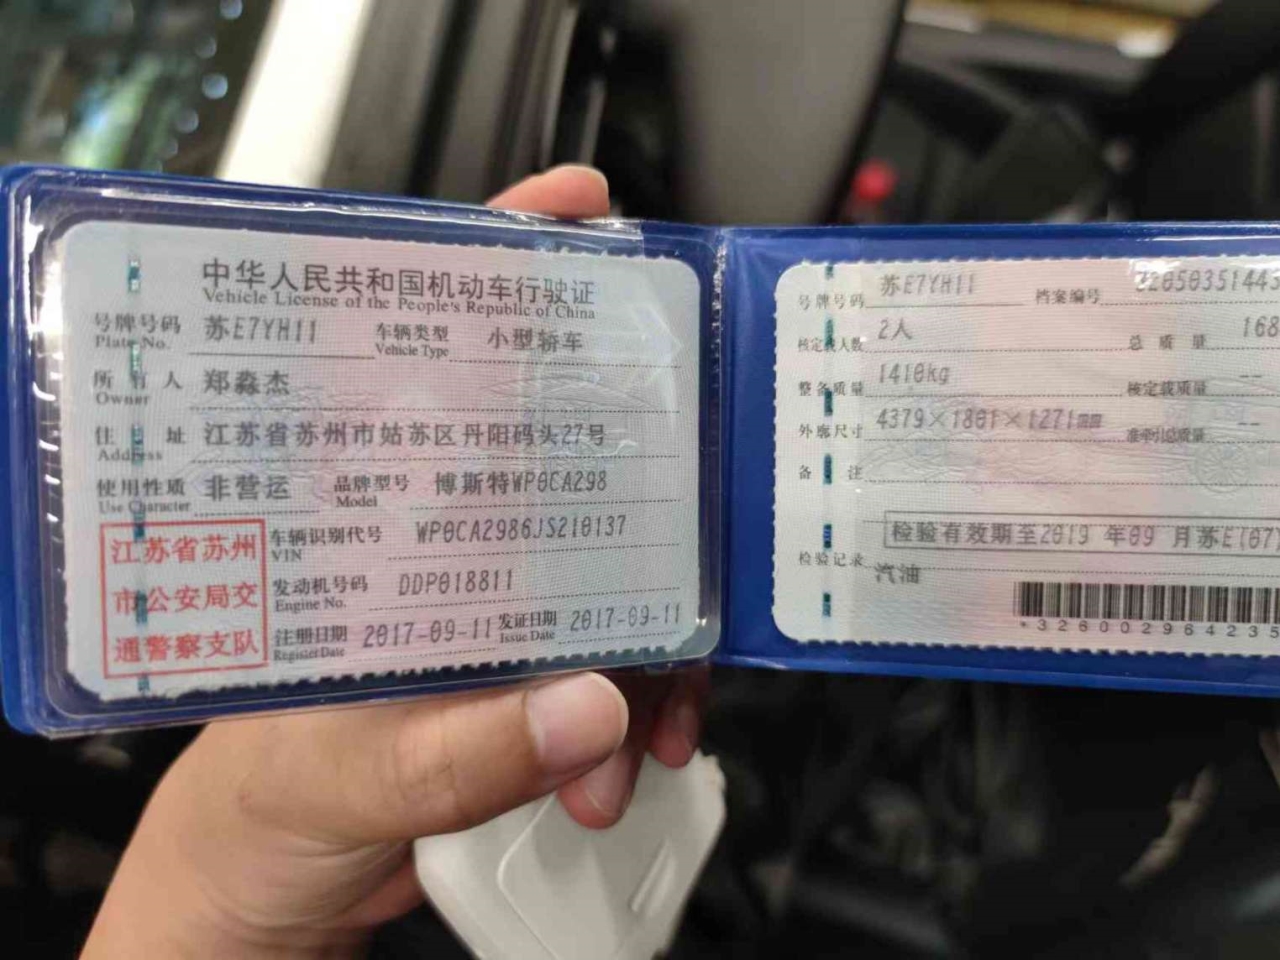 中华人民共和国机动车行驶证
Vehicle License of the People's Republic of China
号牌号码 苏E7YH11 车辆类型 小型轿车
Plate No. Vehicle Type
所有人 郑淼杰
Owner
住址 江苏省苏州市姑苏区丹阳码头27号
Address
使用性质 非营运 品牌型号 博斯特WP0CA298
Use Character Model
江苏省苏州
市公安局交
通警察支队
车辆识别代号 WP0CA2986JS210137
VIN
发动机号码 DDP018811
Engine No.
注册日期 2017-09-11 发证日期 2017-09-11
Register Date Issue Date
号牌号码 苏E7YH11 档案编号 32050351443
核定载人数 2人 总质量 168
整备质量 1410kg 核定载质量 --
外廓尺寸 4379×1801×1271mm 准牵引总质量 --
备注
检验有效期至2019 年09 月苏E(07)
检验记录
汽油
*326002964235